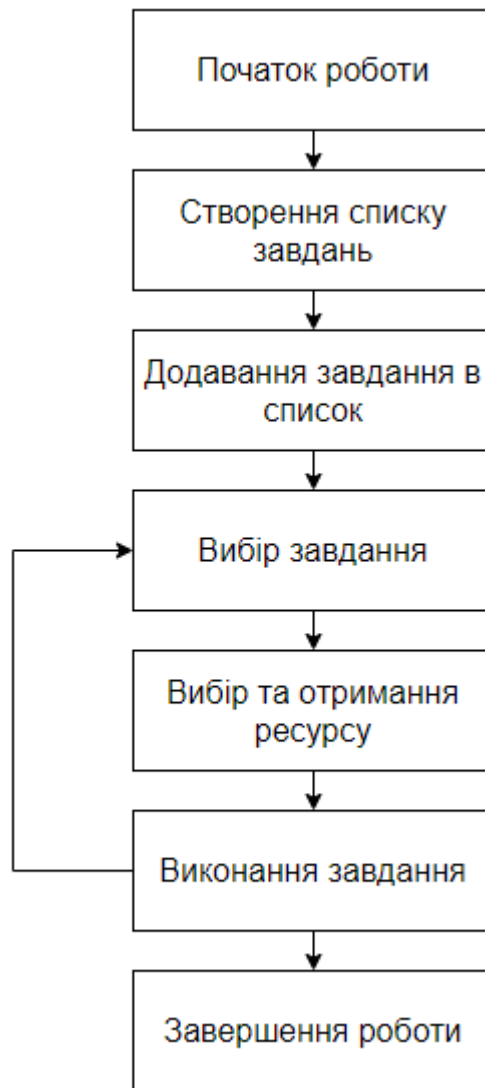 Початок роботи
Створення списку
завдань
Додавання завдання в
список
Вибір завдання
Вибір та отримання
ресурсу
Виконання завдання
Завершення роботи